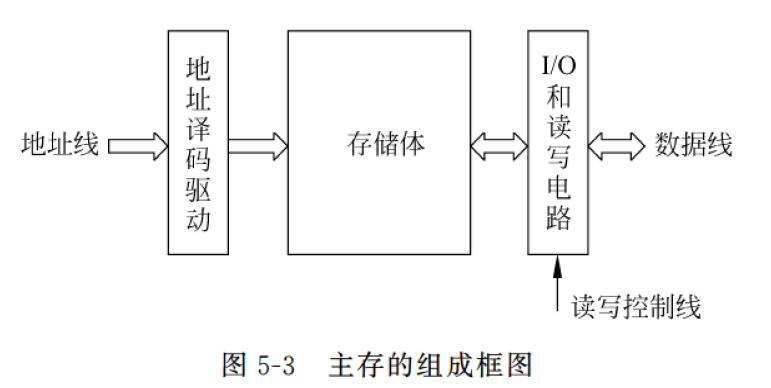 地址线
地址译码驱动
存储体
I/O和读写电路
数据线
读写控制线
图 5-3 主存的组成框图